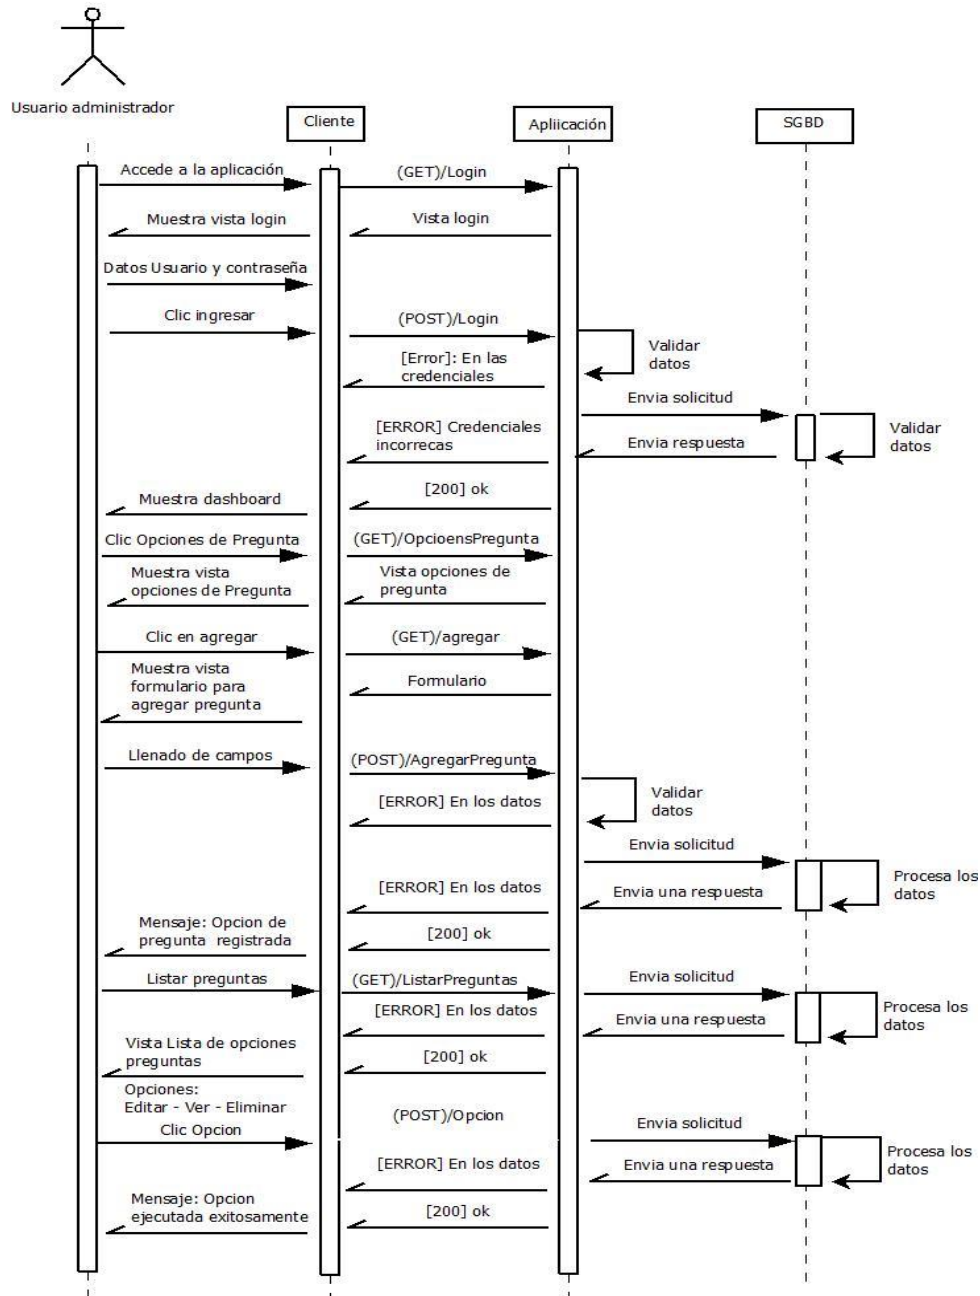 Usuario administrador
Cliente
Apliicación
SGBD
Accede a la aplicación
(GET)/Login
Muestra vista login
Vista login
Datos Usuario y contraseña
Clic ingresar
(POST)/Login
Validar
datos
[Error]: En las
credenciales
Envia solicitud
[ERROR] Credenciales
incorrecas
Envia respuesta
Validar
datos
[200] ok
Muestra dashboard
Clic Opciones de Pregunta
(GET)/OpcioensPregunta
Muestra vista
opciones de Pregunta
Vista opciones de
pregunta
Clic en agregar
(GET)/agregar
Muestra vista
formulario para
agregar pregunta
Formulario
Llenado de campos
(POST)/AgregarPregunta
Validar
datos
[ERROR] En los datos
Envia solicitud
Procesa los
datos
[ERROR] En los datos
Envia una respuesta
Mensaje: Opcion de
pregunta registrada
[200] ok
Listar preguntas
(GET)/ListarPreguntas
Envia solicitud
[ERROR] En los datos
Envia una respuesta
Procesa los
datos
Vista Lista de opciones
preguntas
[200] ok
Opciones:
Editar - Ver - Eliminar
Clic Opcion
(POST)/Opcion
Envia solicitud
[ERROR] En los datos
Envia una respuesta
Procesa los
datos
Mensaje: Opcion
ejecutada exitosamente
[200] ok